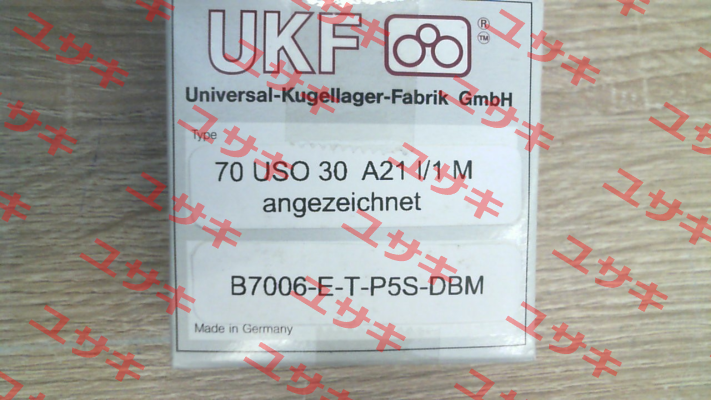 UKF ® ™
Universal-Kugellager-Fabrik GmbH
Type
70 USO 30 A21 I/1 M
angezeichnet
B7006-E-T-P5S-DBM
Made in Germany
ユサキ